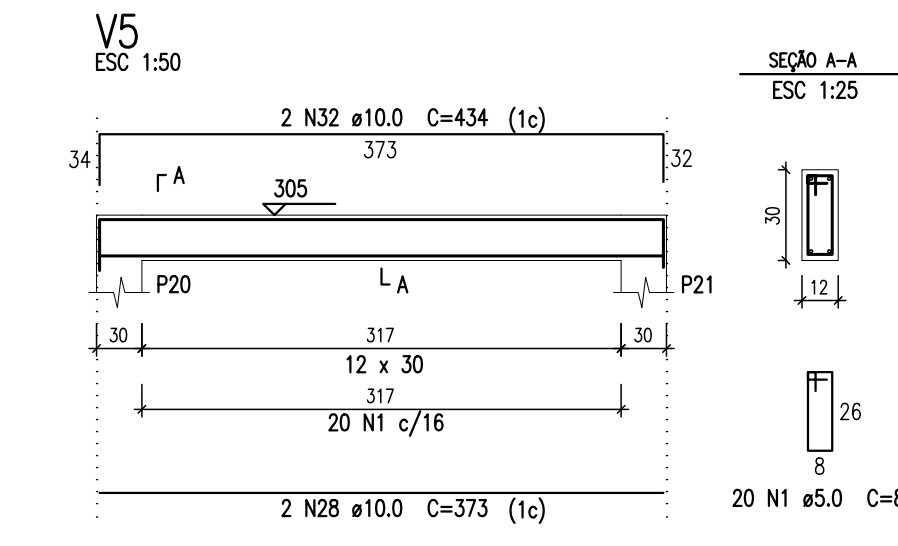 V5
ESC 1:50
SEÇÃO A-A
ESC 1:25
2 N32 ø10.0 C=434 (1c)
373
34
32
A
305
30
12
P20
A
P21
30
317
30
12 x 30
317
20 N1 c/16
26
8
2 N28 ø10.0 C=373 (1c)
20 N1 ø5.0 C=8